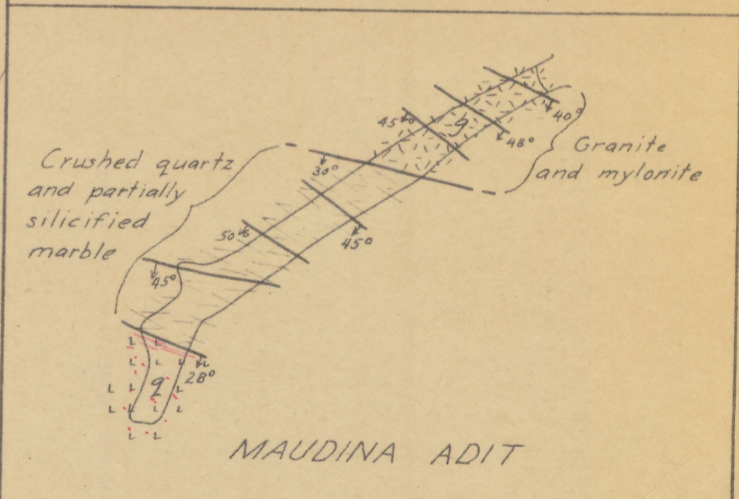 40°
48°
45°
g
Granite
and mylonite
30°
Crushed quartz
and partially
silicified
marble
45°
50°
45°
28°
q
MAUDINA ADIT